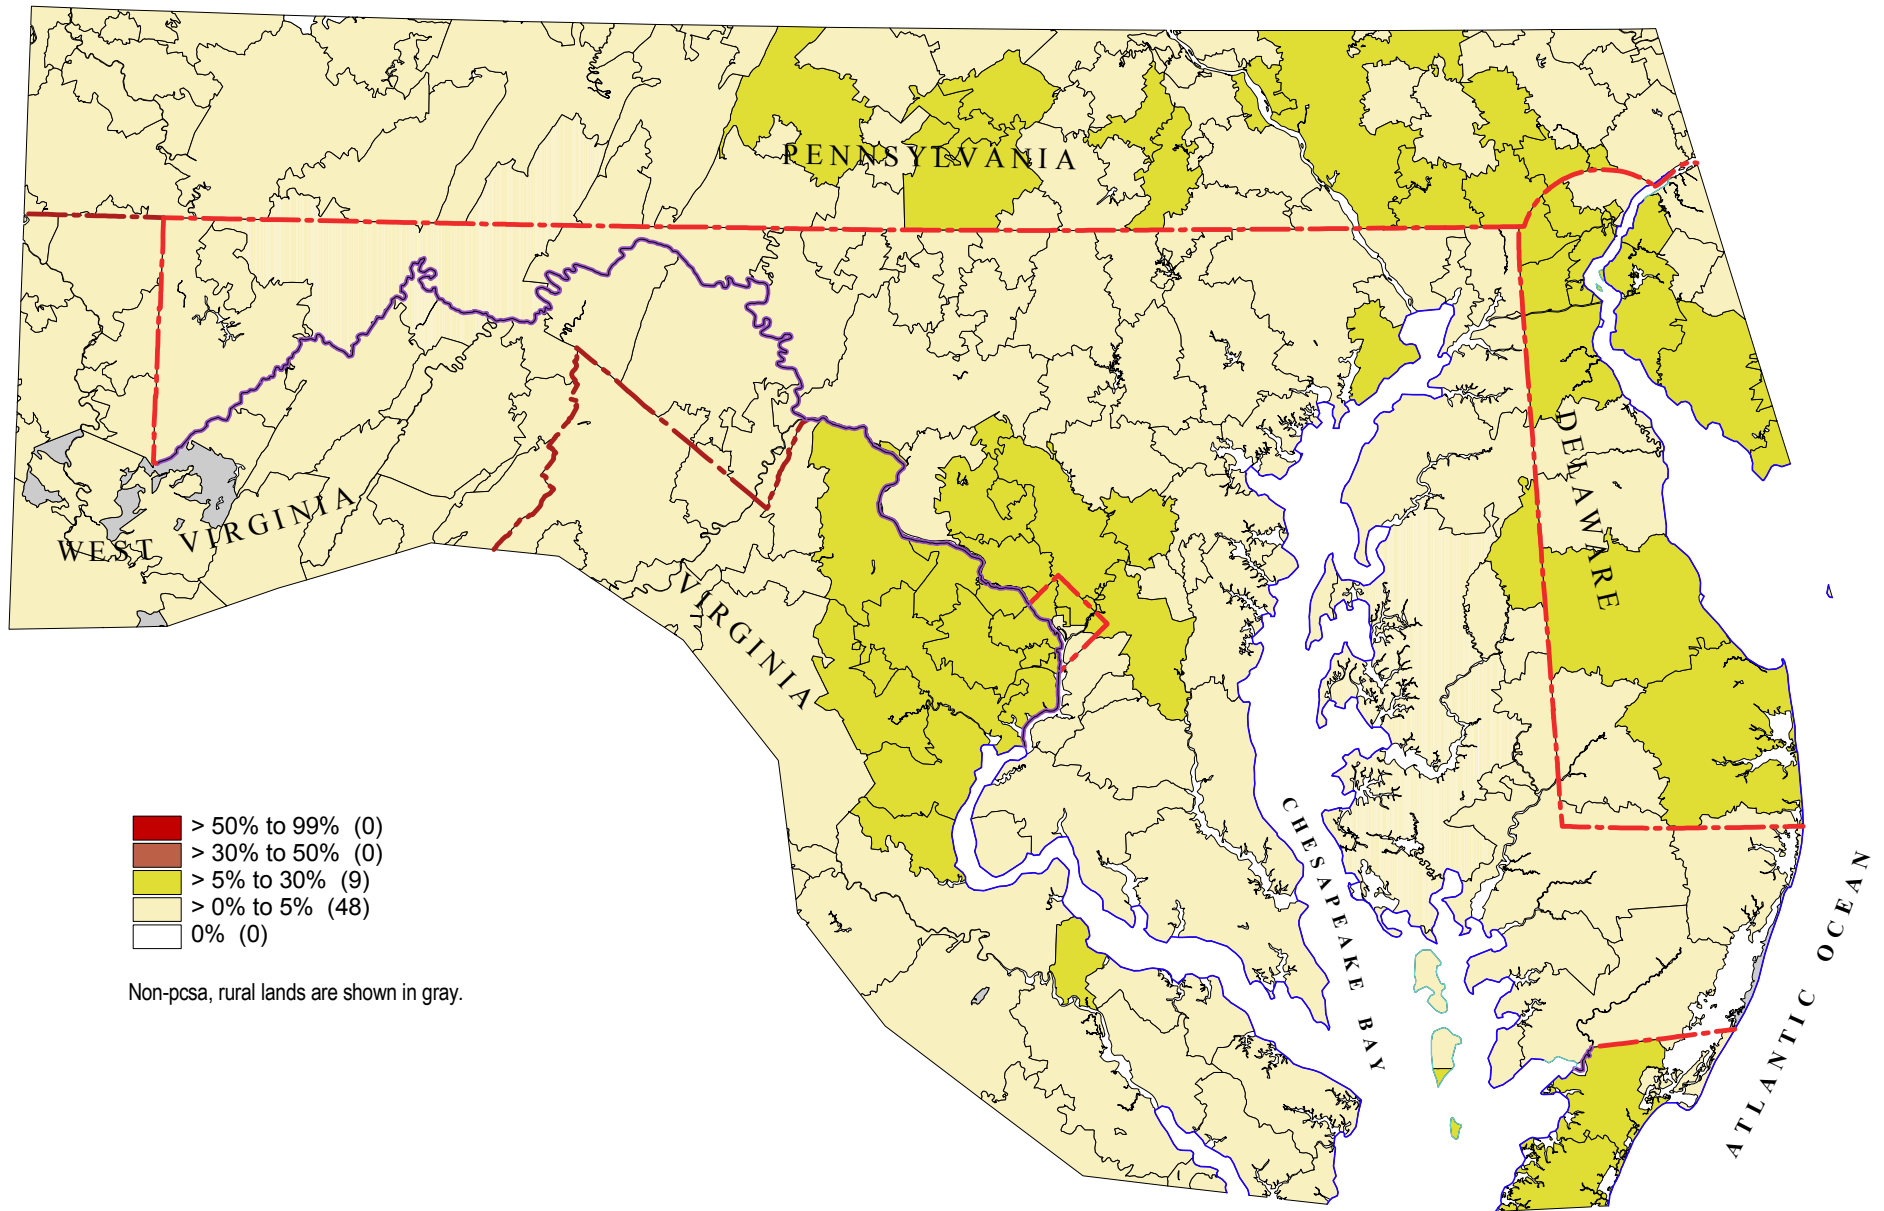 PENNSYLVANIA
WEST VIRGINIA
VIRGINIA
DELAWARE
CHESAPEAKE BAY
ATLANTIC OCEAN
> 50% to 99% (0)
> 30% to 50% (0)
> 5% to 30% (9)
> 0% to 5% (48)
0% (0)
Non-pcsa, rural lands are shown in gray.